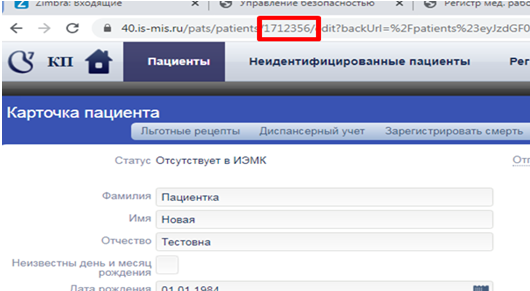 Zimbra: Входящие Управление безопасностью Регистр мед. рабо
40.is-mis.ru/pats/patients/1712356/edit?backUrl=%2Fpatients%23eyJzdGF0
КП Пациенты Неидентифицированные пациенты Рег
Карточка пациента
Льготные рецепты Диспансерный учет Зарегистрировать смерть
Статус Отсутствует в ИЭМК От
Фамилия Пациентка
Имя Новая
Отчество Тестовна
Неизвестны день и месяц
рождения
Дата рождения 01.01.1984